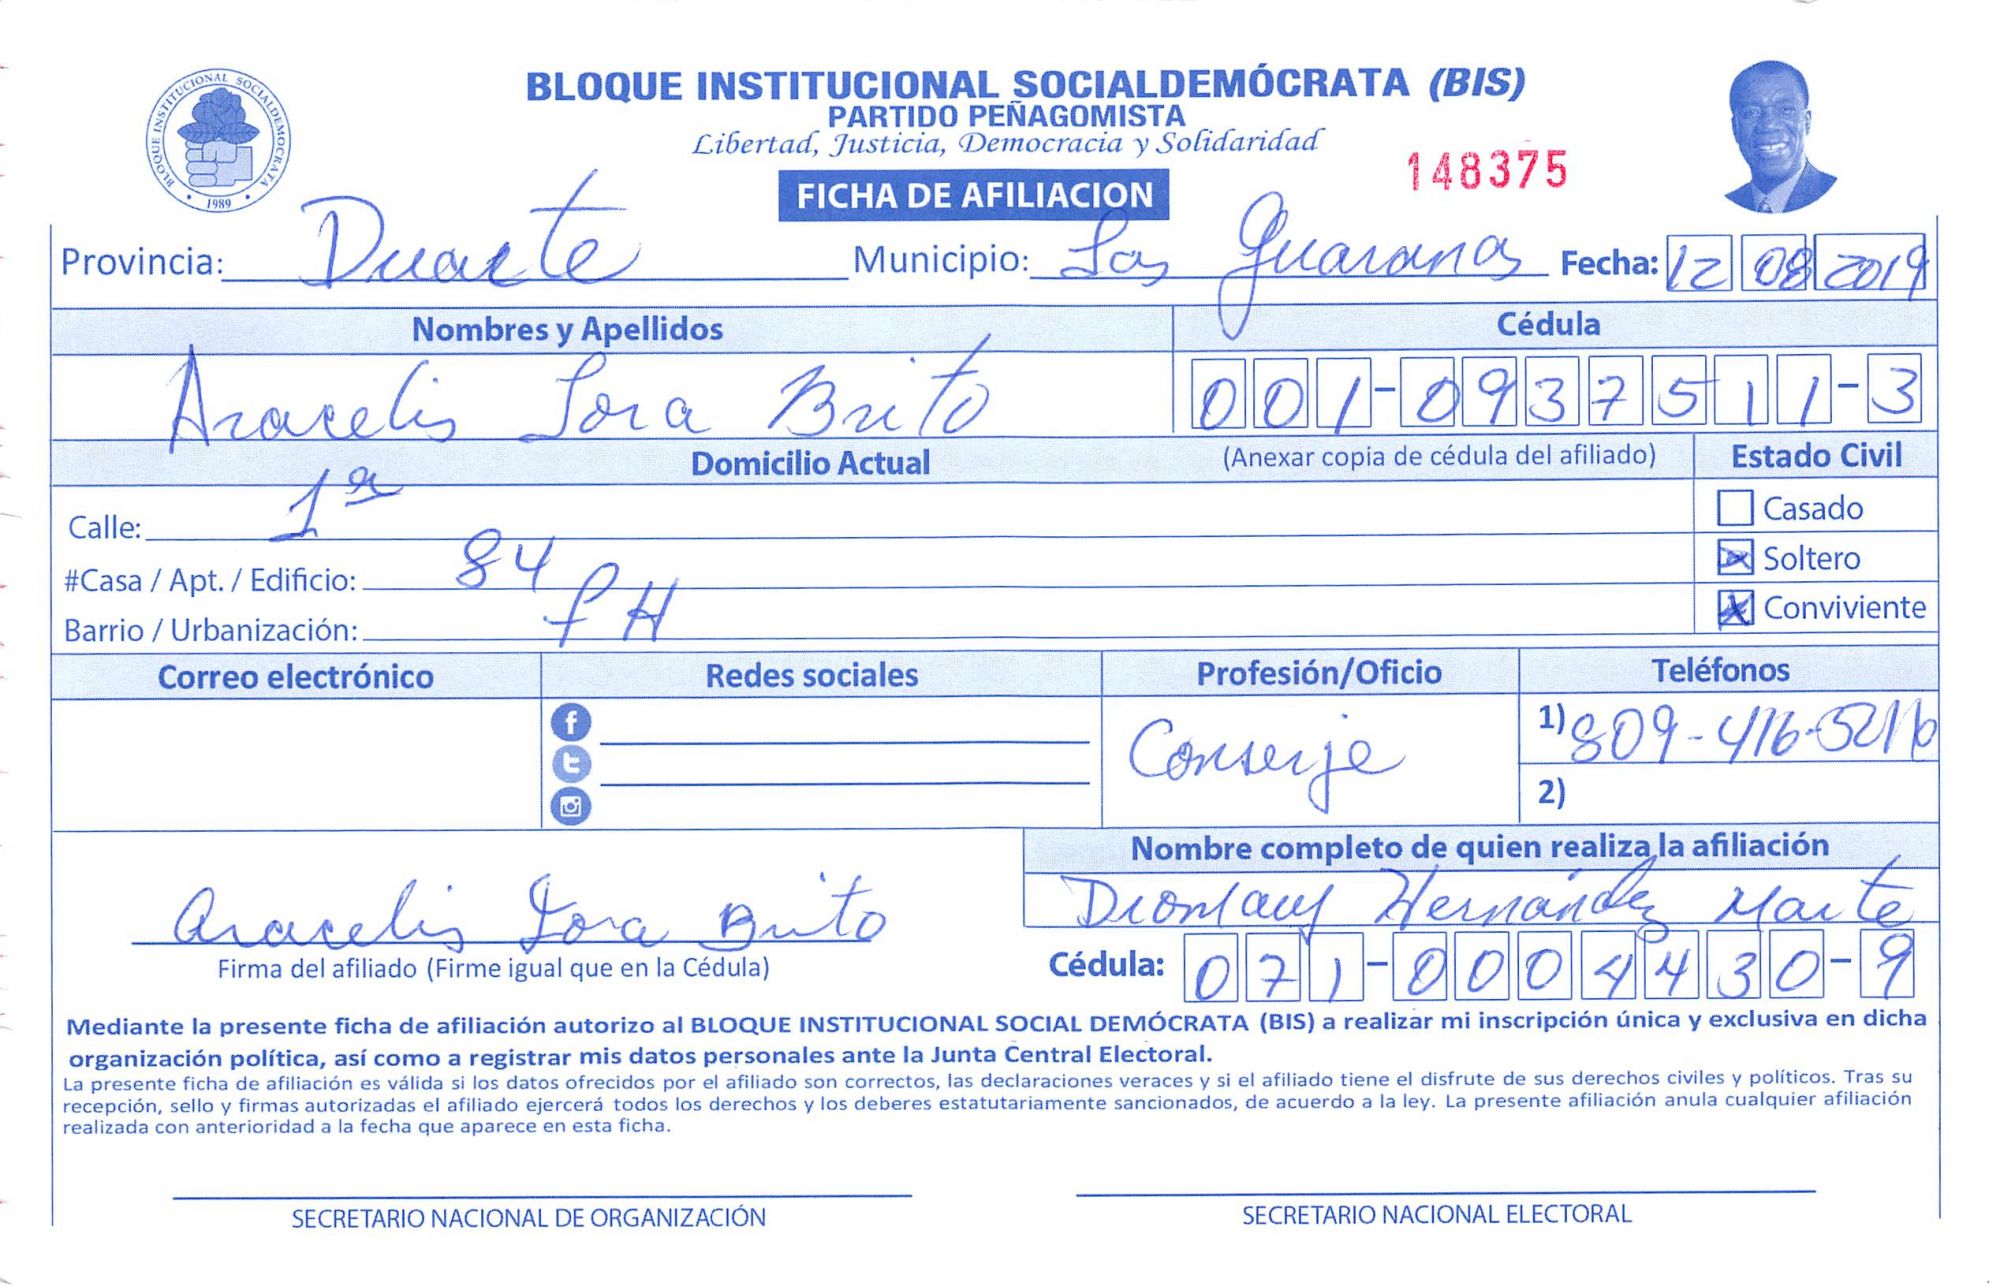 BLOQUE INSTITUCIONAL SOCIALDEMÓCRATA (BIS)
PARTIDO PEÑAGOMISTA
Libertad, Justicia, Democracia y Solidaridad
BLOQUE INSTITUCIONAL SOCIALDEMOCRATA
• 1989 •
148375
FICHA DE AFILIACION
Provincia: Duarte Municipio: Las Guaranas Fecha: 12 08 2019
Nombres y Apellidos Cédula
Aracelis Lora Brito 001-0937511-3
Domicilio Actual (Anexar copia de cédula del afiliado) Estado Civil
Calle: 1ra Casado
#Casa / Apt. / Edificio: 84 Soltero
Barrio / Urbanización: PH Conviviente
Correo electrónico Redes sociales Profesión/Oficio Teléfonos
Conserje 1) 809-416-5216
2)
Nombre completo de quien realiza la afiliación
Hernández Marte
Aracelis Lora Brito
Firma del afiliado (Firme igual que en la Cédula) Cédula: 071-0004430-9
Mediante la presente ficha de afiliación autorizo al BLOQUE INSTITUCIONAL SOCIAL DEMÓCRATA (BIS) a realizar mi inscripción única y exclusiva en dicha
organización política, así como a registrar mis datos personales ante la Junta Central Electoral.
La presente ficha de afiliación es válida si los datos ofrecidos por el afiliado son correctos, las declaraciones veraces y si el afiliado tiene el disfrute de sus derechos civiles y políticos. Tras su
recepción, sello y firmas autorizadas el afiliado ejercerá todos los derechos y los deberes estatutariamente sancionados, de acuerdo a la ley. La presente afiliación anula cualquier afiliación
realizada con anterioridad a la fecha que aparece en esta ficha.
SECRETARIO NACIONAL DE ORGANIZACIÓN SECRETARIO NACIONAL ELECTORAL